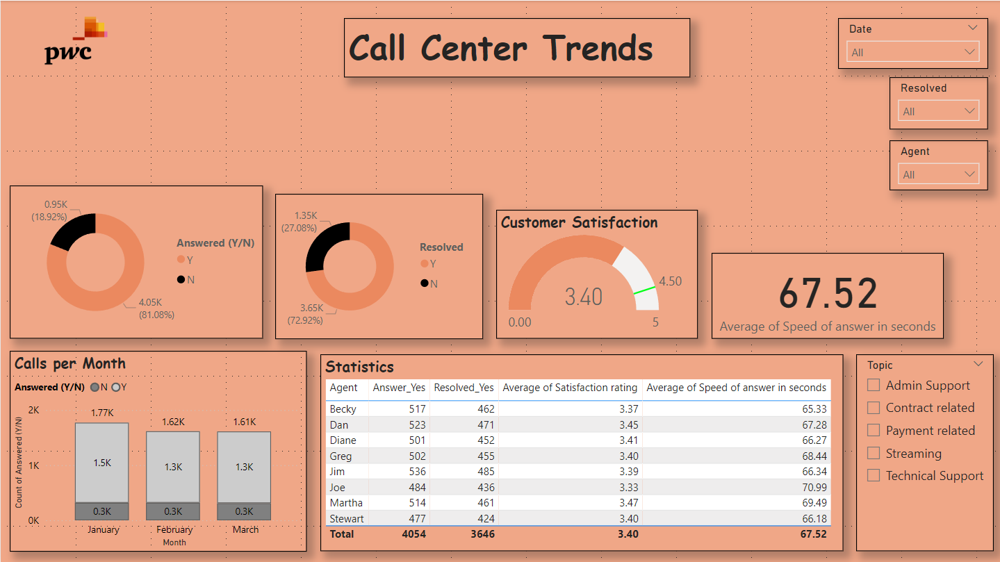 pwc
Call Center Trends
Date
All
Resolved
All
Agent
All
0.95K
(18.92%)
4.05K
(81.08%)
Answered (Y/N)
Y
N
1.35K
(27.08%)
3.65K
(72.92%)
Resolved
Y
N
Customer Satisfaction
4.50
3.40
0.00
5
67.52
Average of Speed of answer in seconds
Calls per Month
Answered (Y/N) N Y
2K
1K
0K
Count of Answered (Y/N)
1.77K
1.62K
1.61K
1.5K
1.3K
1.3K
0.3K
0.3K
0.3K
January
February
March
Month
Statistics
Agent Answer_Yes Resolved_Yes Average of Satisfaction rating Average of Speed of answer in seconds
Becky 517 462 3.37 65.33
Dan 523 471 3.45 67.28
Diane 501 452 3.41 66.27
Greg 502 455 3.40 68.44
Jim 536 485 3.39 66.34
Joe 484 436 3.33 70.99
Martha 514 461 3.47 69.49
Stewart 477 424 3.40 66.18
Total 4054 3646 3.40 67.52
Topic
Admin Support
Contract related
Payment related
Streaming
Technical Support